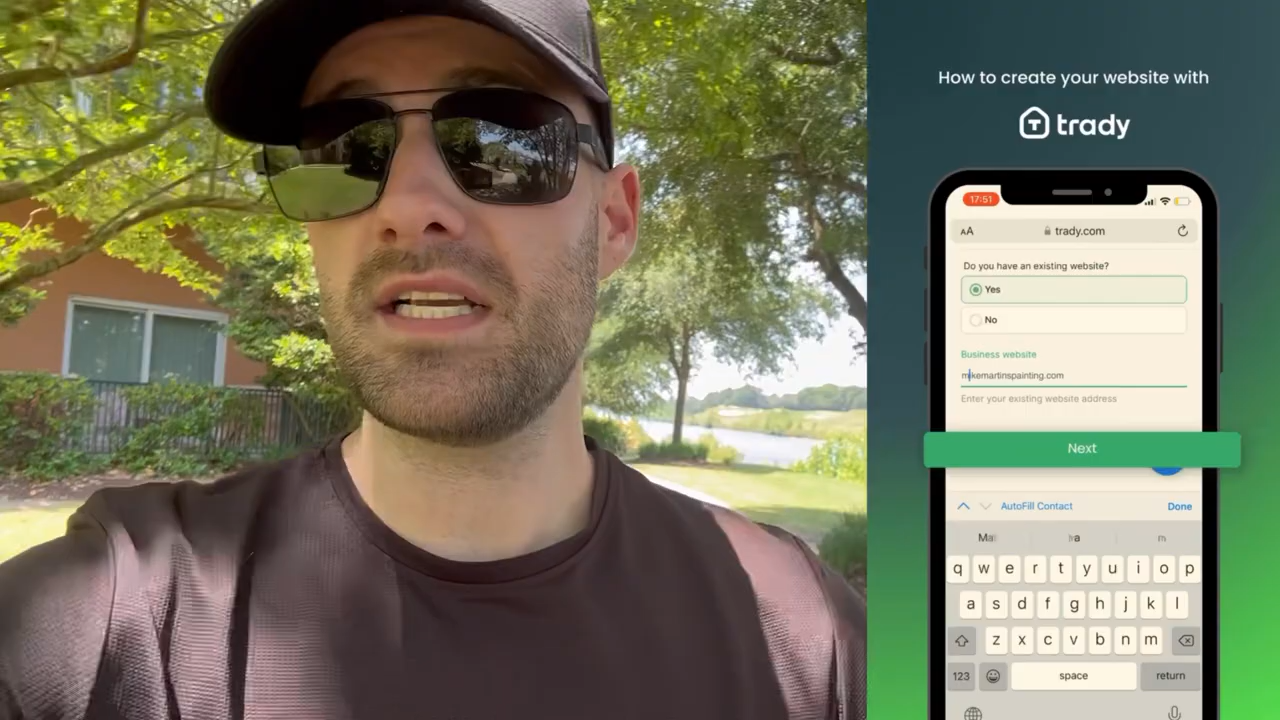 How to create your website with
trady
17:51
AA
trady.com
Do you have an existing website?
Yes
No
Business website
mikemartinspainting.com
Enter your existing website address
Next
AutoFill Contact
Done
q w e r t y u i o p
a s d f g h j k l
z x c v b n m
123
space
return